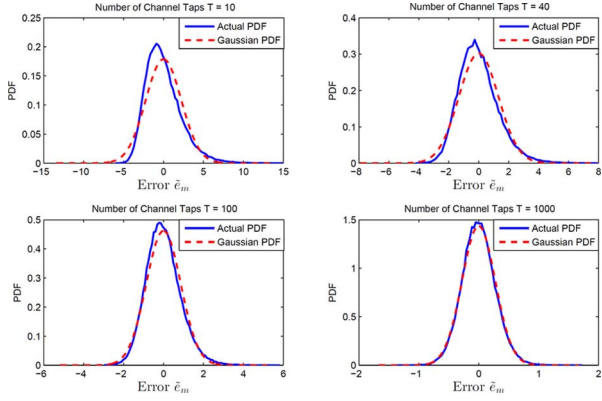 Number of Channel Taps T = 10
0.25
0.2
0.15
0.1
0.05
0
PDF
Actual PDF
Gaussian PDF
−15 −10 −5 0 5 10 15
Error ẽ_m
Number of Channel Taps T = 40
0.4
0.3
0.2
0.1
0
PDF
Actual PDF
Gaussian PDF
−8 −6 −4 −2 0 2 4 6 8
Error ẽ_m
Number of Channel Taps T = 100
0.5
0.4
0.3
0.2
0.1
0
PDF
Actual PDF
Gaussian PDF
−6 −4 −2 0 2 4 6
Error ẽ_m
Number of Channel Taps T = 1000
1.5
1
0.5
0
PDF
Actual PDF
Gaussian PDF
−2 −1 0 1 2
Error ẽ_m